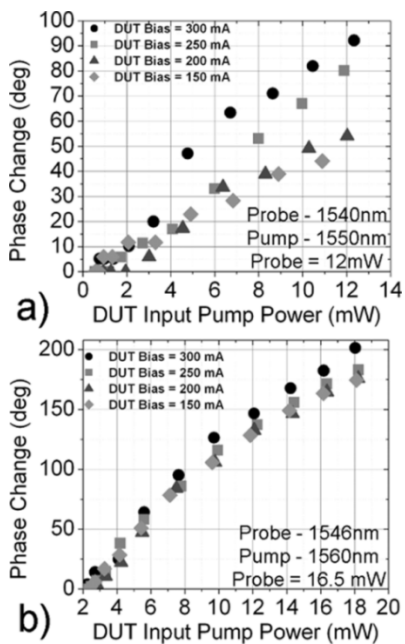 100
90
80
70
60
50
40
30
20
10
0
Phase Change (deg)
DUT Bias = 300 mA
DUT Bias = 250 mA
DUT Bias = 200 mA
DUT Bias = 150 mA
Probe - 1540nm
Pump - 1550nm
Probe = 12mW
0 2 4 6 8 10 12 14
a)
DUT Input Pump Power (mW)
200
150
100
50
0
Phase Change (deg)
DUT Bias = 300 mA
DUT Bias = 250 mA
DUT Bias = 200 mA
DUT Bias = 150 mA
Probe - 1546nm
Pump - 1560nm
Probe = 16.5 mW
2 4 6 8 10 12 14 16 18 20
b)
DUT Input Pump Power (mW)